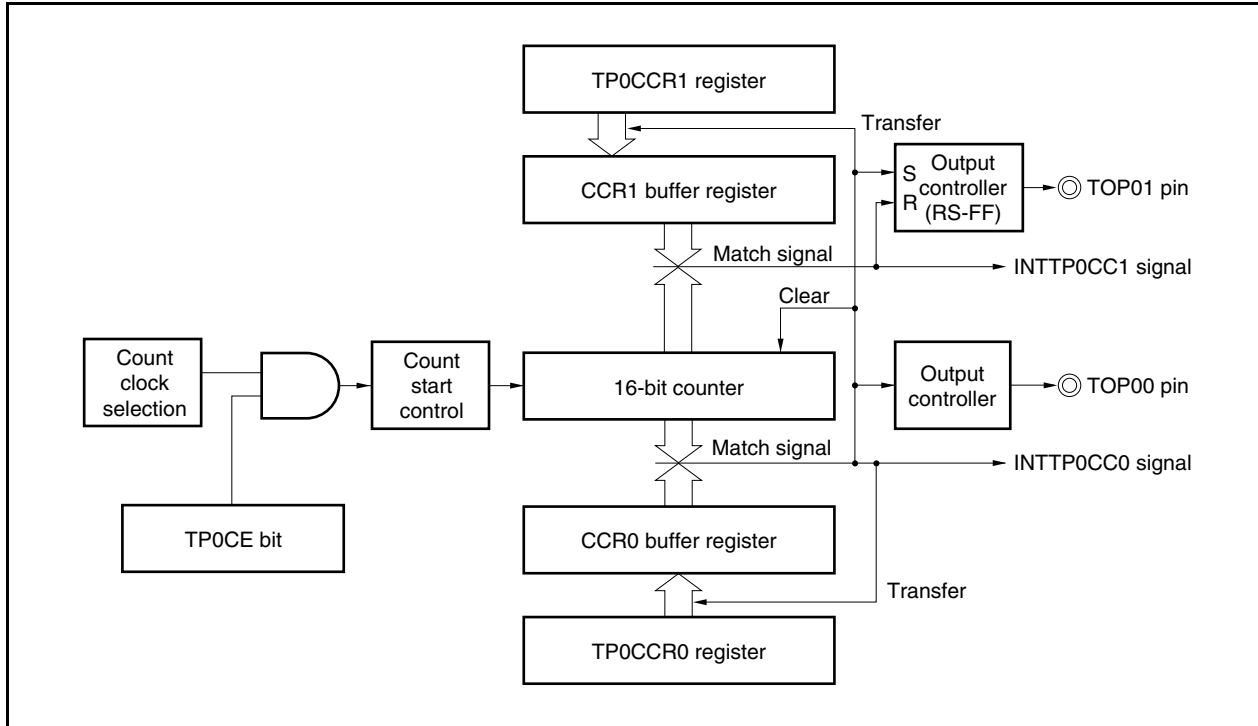 TP0CCR1 register
Transfer
CCR1 buffer register
S
R
Output
controller
(RS-FF)
TOP01 pin
Match signal
INTTP0CC1 signal
Clear
Count
clock
selection
Count
start
control
16-bit counter
Output
controller
TOP00 pin
Match signal
INTTP0CC0 signal
TP0CE bit
CCR0 buffer register
Transfer
TP0CCR0 register